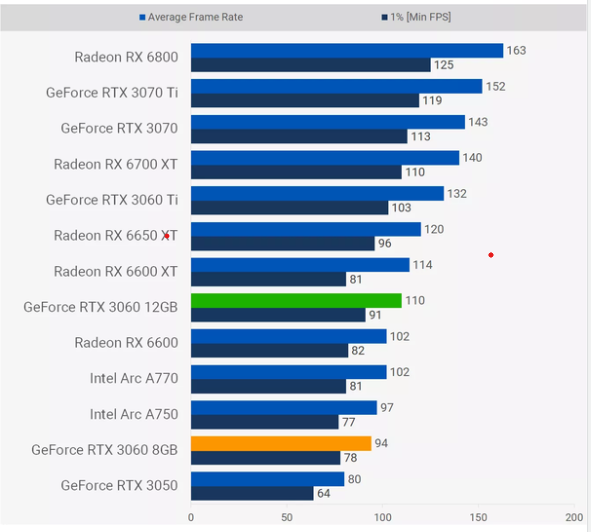 Average Frame Rate 1% [Min FPS]
Radeon RX 6800 163
125
GeForce RTX 3070 Ti 152
119
GeForce RTX 3070 143
113
Radeon RX 6700 XT 140
110
GeForce RTX 3060 Ti 132
103
Radeon RX 6650 XT 120
96
Radeon RX 6600 XT 114
81
GeForce RTX 3060 12GB 110
91
Radeon RX 6600 102
82
Intel Arc A770 102
81
Intel Arc A750 97
77
GeForce RTX 3060 8GB 94
78
GeForce RTX 3050 80
64
0 50 100 150 200